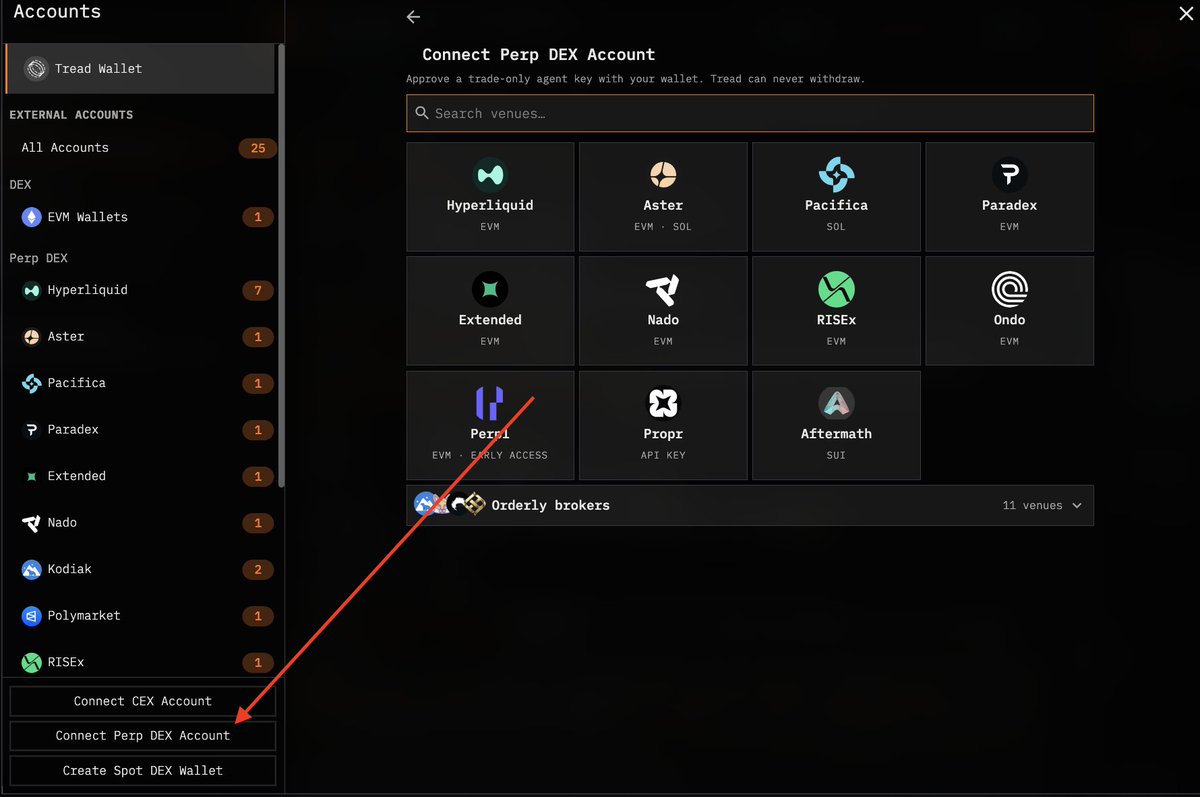 Accounts
Tread Wallet
EXTERNAL ACCOUNTS
All Accounts 25
DEX
EVM Wallets 1
Perp DEX
Hyperliquid 7
Aster 1
Pacifica 1
Paradex 1
Extended 1
Nado 1
Kodiak 2
Polymarket 1
RISEx 1
Connect CEX Account
Connect Perp DEX Account
Create Spot DEX Wallet
Connect Perp DEX Account
Approve a trade-only agent key with your wallet. Tread can never withdraw.
Search venues…
Hyperliquid
EVM
Aster
EVM · SOL
Pacifica
SOL
Paradex
EVM
Extended
EVM
Nado
EVM
RISEx
EVM
Ondo
EVM
Perpl
EVM · EARLY ACCESS
Propr
API KEY
Aftermath
SUI
Orderly brokers 11 venues